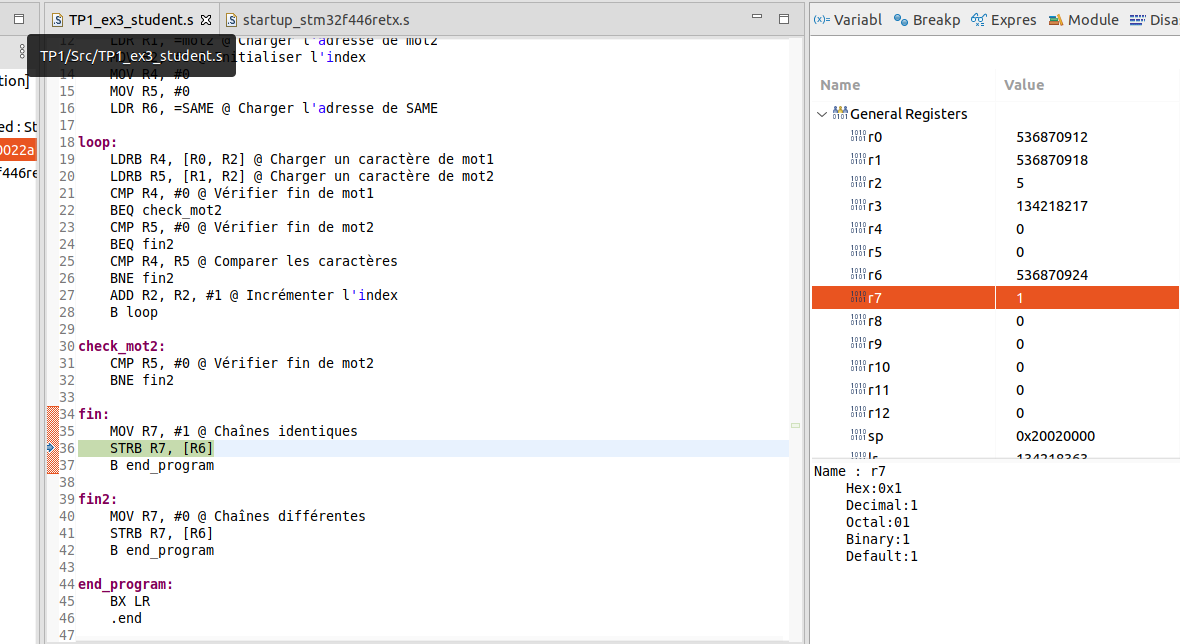 TP1_ex3_student.s
startup_stm32f446retx.s
TP1/Src/TP1_ex3_student.s
12 LDR R1, =mot2 @ Charger l'adresse de mot2
itialiser l'index
14 MOV R4, #0
15 MOV R5, #0
16 LDR R6, =SAME @ Charger l'adresse de SAME
17
18 loop:
19 LDRB R4, [R0, R2] @ Charger un caractère de mot1
20 LDRB R5, [R1, R2] @ Charger un caractère de mot2
21 CMP R4, #0 @ Vérifier fin de mot1
22 BEQ check_mot2
23 CMP R5, #0 @ Vérifier fin de mot2
24 BEQ fin2
25 CMP R4, R5 @ Comparer les caractères
26 BNE fin2
27 ADD R2, R2, #1 @ Incrémenter l'index
28 B loop
29
30 check_mot2:
31 CMP R5, #0 @ Vérifier fin de mot2
32 BNE fin2
33
34 fin:
35 MOV R7, #1 @ Chaînes identiques
36 STRB R7, [R6]
37 B end_program
38
39 fin2:
40 MOV R7, #0 @ Chaînes différentes
41 STRB R7, [R6]
42 B end_program
43
44 end_program:
45 BX LR
46 .end
47
tion]
ed : St
0022a
f446re
(x)= Variabl
Breakp
Expres
Module
Disa
Name Value
General Registers
r0 536870912
r1 536870918
r2 5
r3 134218217
r4 0
r5 0
r6 536870924
r7 1
r8 0
r9 0
r10 0
r11 0
r12 0
sp 0x20020000
lr 134218363
Name : r7
Hex:0x1
Decimal:1
Octal:01
Binary:1
Default:1